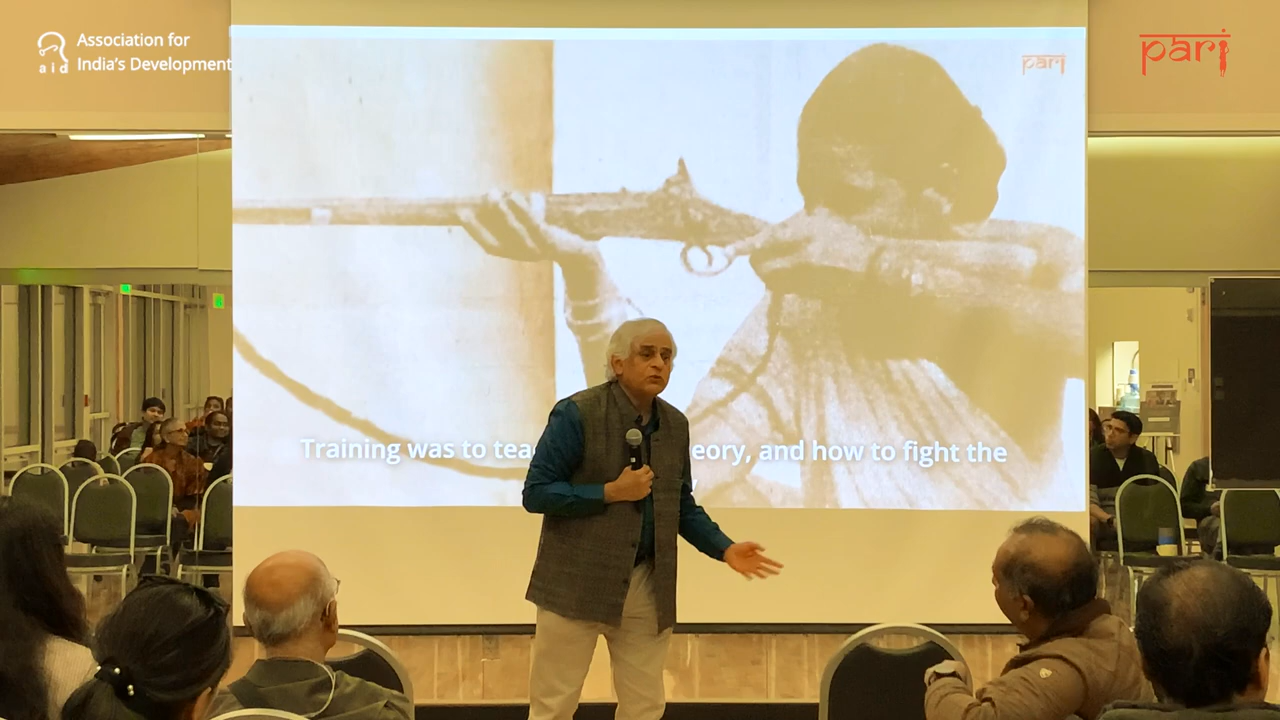 aid
Association for
India's Development
pari
pari
Training was to tea eory, and how to fight the